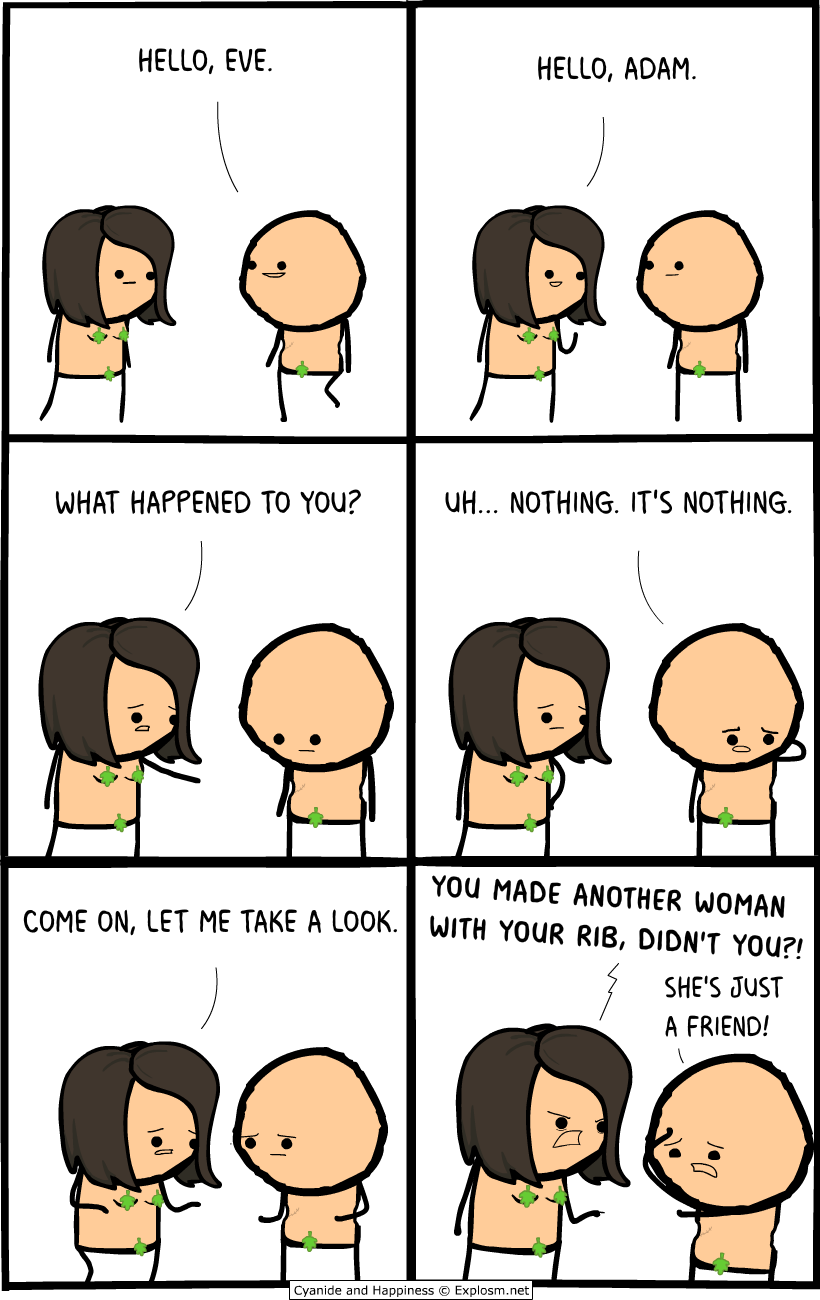 HELLO, EVE.
HELLO, ADAM.
WHAT HAPPENED TO YOU?
UH... NOTHING. IT'S NOTHING.
COME ON, LET ME TAKE A LOOK.
YOU MADE ANOTHER WOMAN
WITH YOUR RIB, DIDN'T YOU?!
SHE'S JUST
A FRIEND!
Cyanide and Happiness © Explosm.net